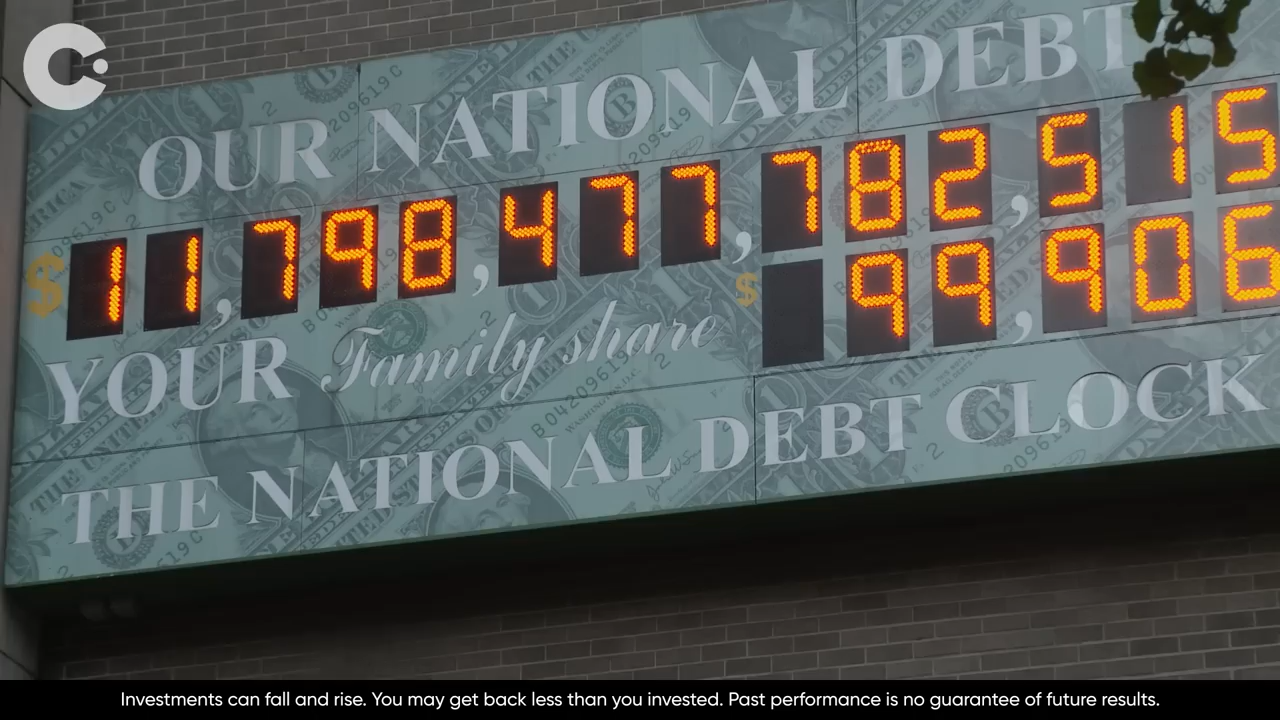 OUR NATIONAL DEBT
$11,798,477,782,515
YOUR Family share $99,906
THE NATIONAL DEBT CLOCK
Investments can fall and rise. You may get back less than you invested. Past performance is no guarantee of future results.